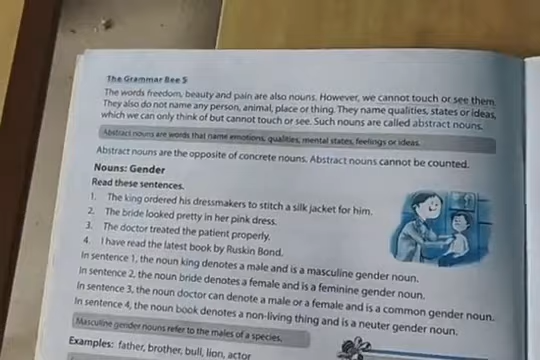 The Grammar Bee 5
The words freedom, beauty and pain are also nouns. However, we cannot touch or see them.
They also do not name any person, animal, place or thing. They name qualities, states or ideas,
which we can only think of but cannot touch or see. Such nouns are called abstract nouns.
Abstract nouns are words that name emotions, qualities, mental states, feelings or ideas.
Abstract nouns are the opposite of concrete nouns. Abstract nouns cannot be counted.
Nouns: Gender
Read these sentences.
1. The king ordered his dressmakers to stitch a silk jacket for him.
2. The bride looked pretty in her pink dress.
3. The doctor treated the patient properly.
4. I have read the latest book by Ruskin Bond.
In sentence 1, the noun king denotes a male and is a masculine gender noun.
In sentence 2, the noun bride denotes a female and is a feminine gender noun.
In sentence 3, the noun doctor can denote a male or a female and is a common gender noun.
In sentence 4, the noun book denotes a non-living thing and is a neuter gender noun.
Masculine gender nouns refer to the males of a species.
Examples: father, brother, bull, lion, actor